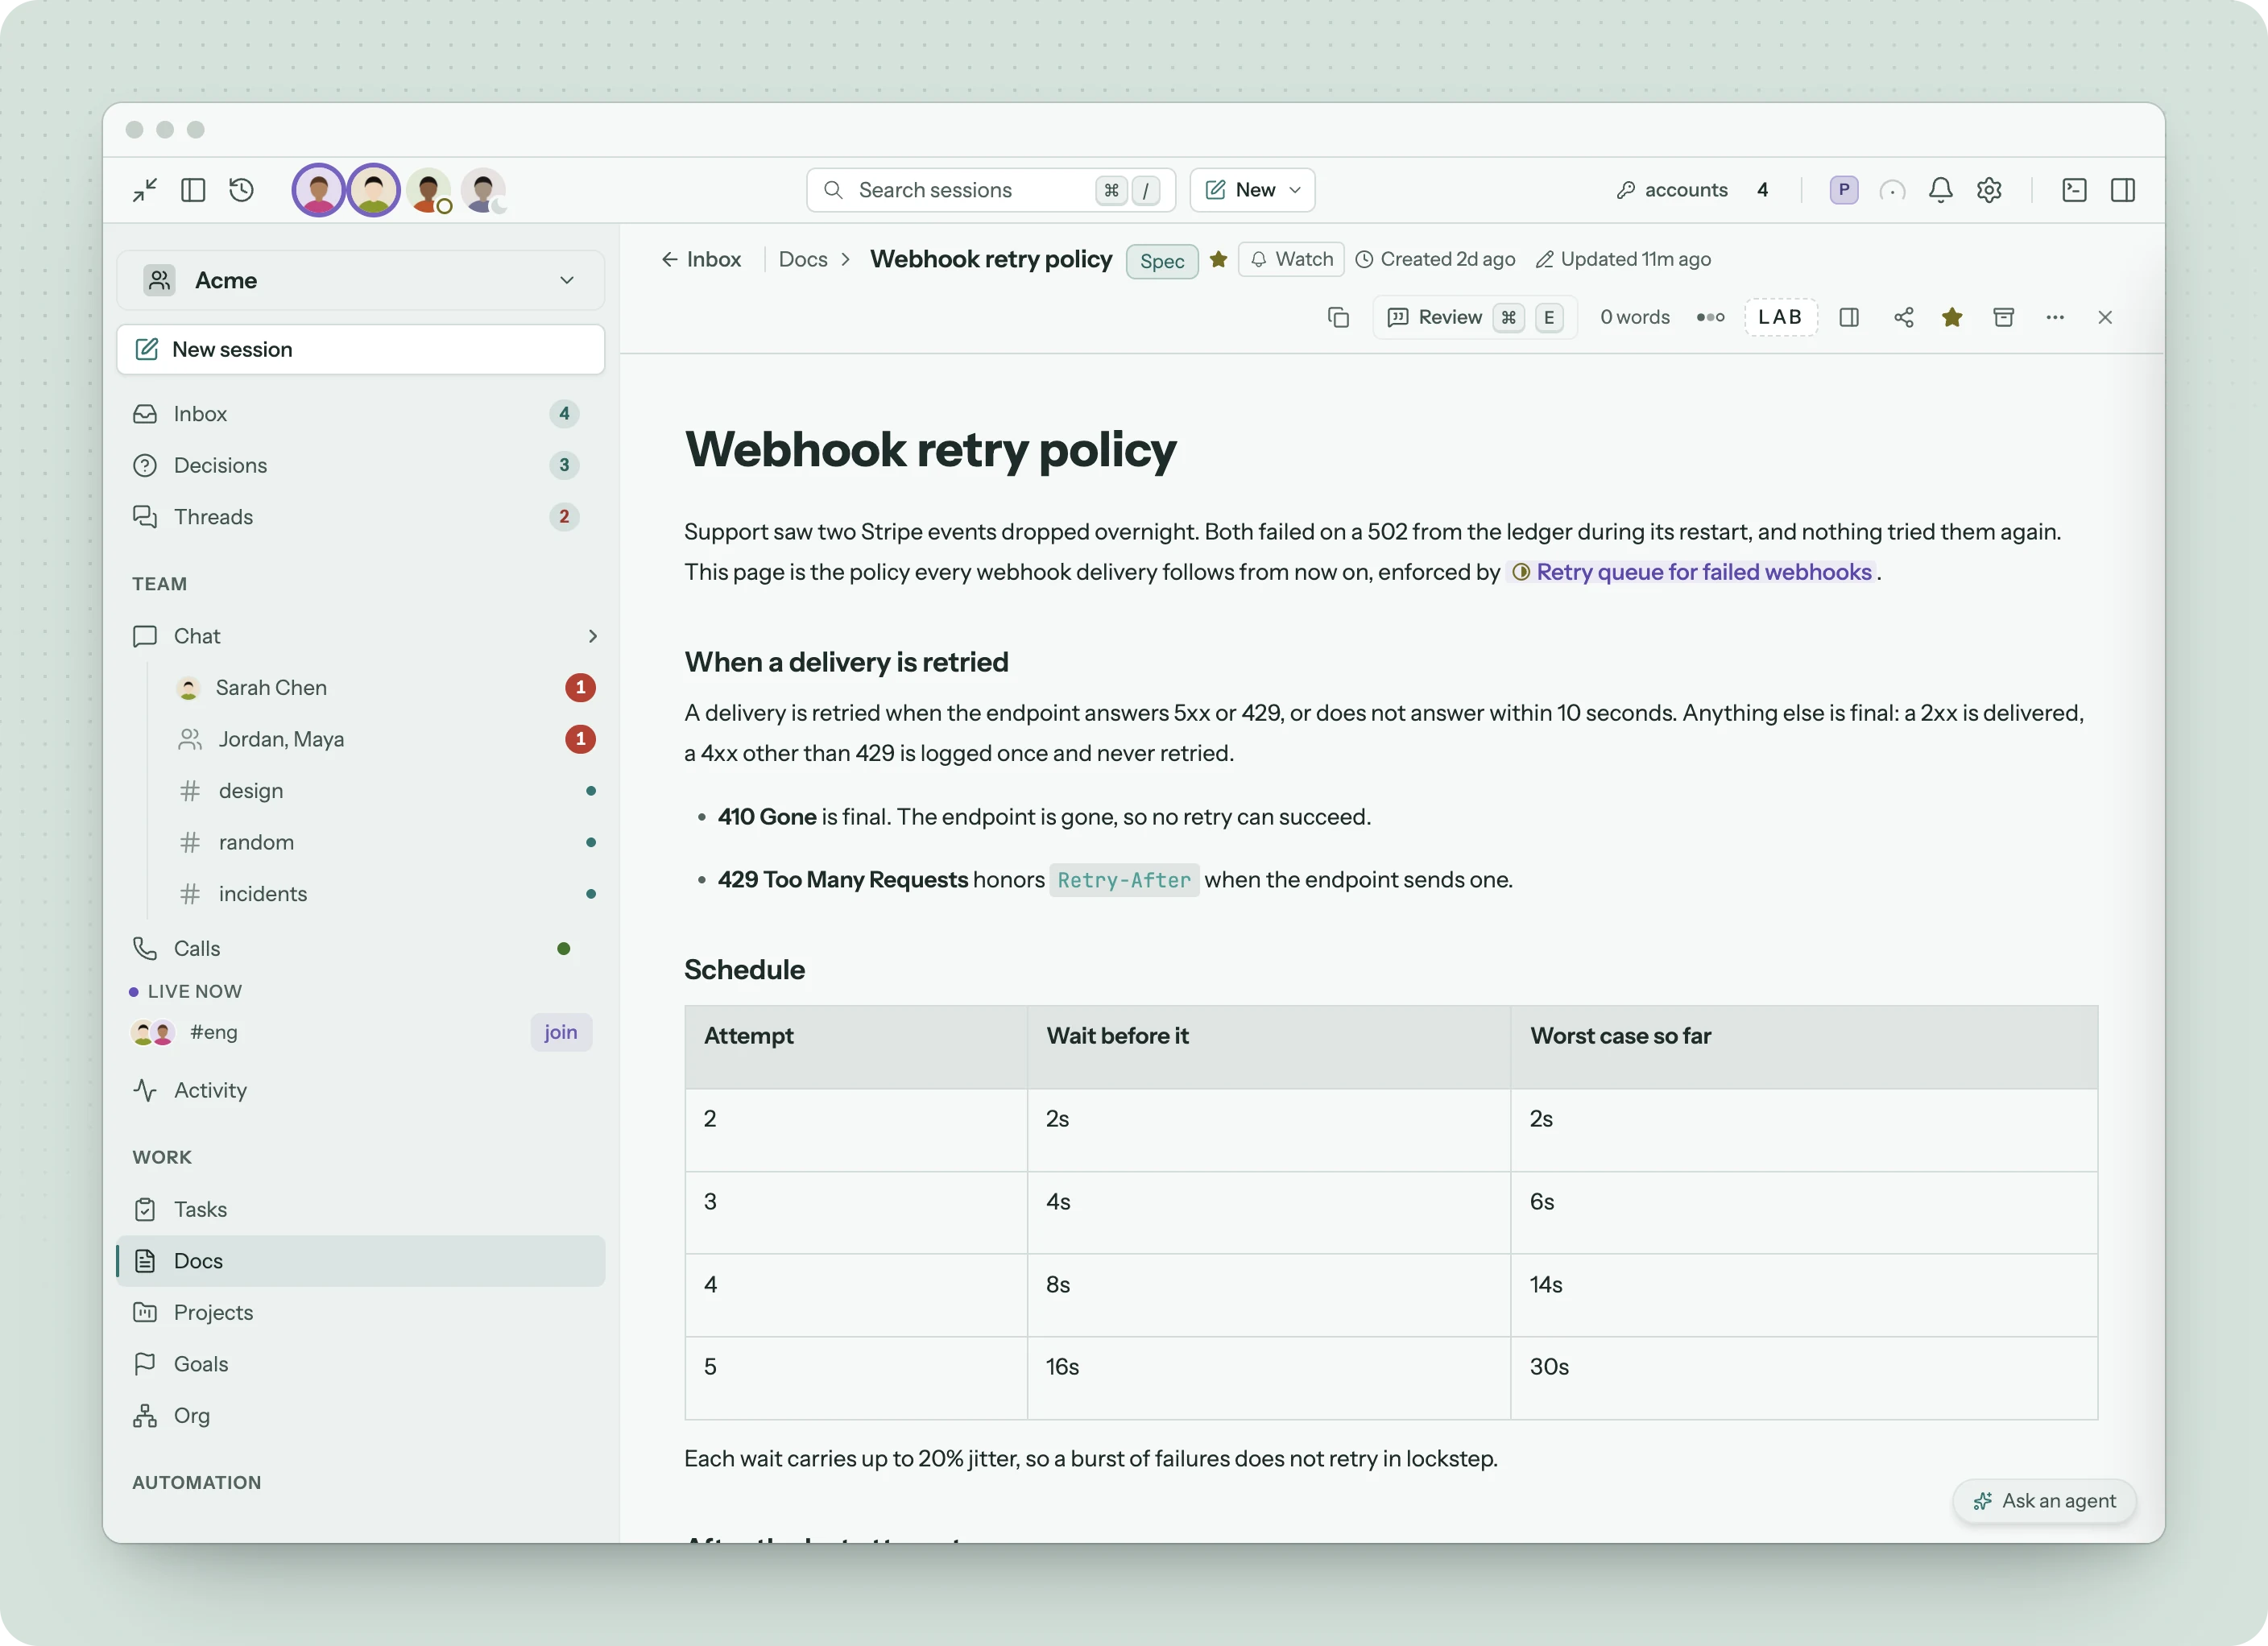 Search sessions ⌘ /
New
accounts 4
P
Acme
New session
Inbox 4
Decisions 3
Threads 2
TEAM
Chat
Sarah Chen 1
Jordan, Maya 1
# design
# random
# incidents
Calls
LIVE NOW
#eng join
Activity
WORK
Tasks
Docs
Projects
Goals
Org
AUTOMATION
← Inbox Docs > Webhook retry policy Spec Watch Created 2d ago Updated 11m ago
Review ⌘ E 0 words LAB
Webhook retry policy
Support saw two Stripe events dropped overnight. Both failed on a 502 from the ledger during its restart, and nothing tried them again.
This page is the policy every webhook delivery follows from now on, enforced by Retry queue for failed webhooks.
When a delivery is retried
A delivery is retried when the endpoint answers 5xx or 429, or does not answer within 10 seconds. Anything else is final: a 2xx is delivered,
a 4xx other than 429 is logged once and never retried.
• 410 Gone is final. The endpoint is gone, so no retry can succeed.
• 429 Too Many Requests honors Retry-After when the endpoint sends one.
Schedule
Attempt Wait before it Worst case so far
2 2s 2s
3 4s 6s
4 8s 14s
5 16s 30s
Each wait carries up to 20% jitter, so a burst of failures does not retry in lockstep.
Ask an agent